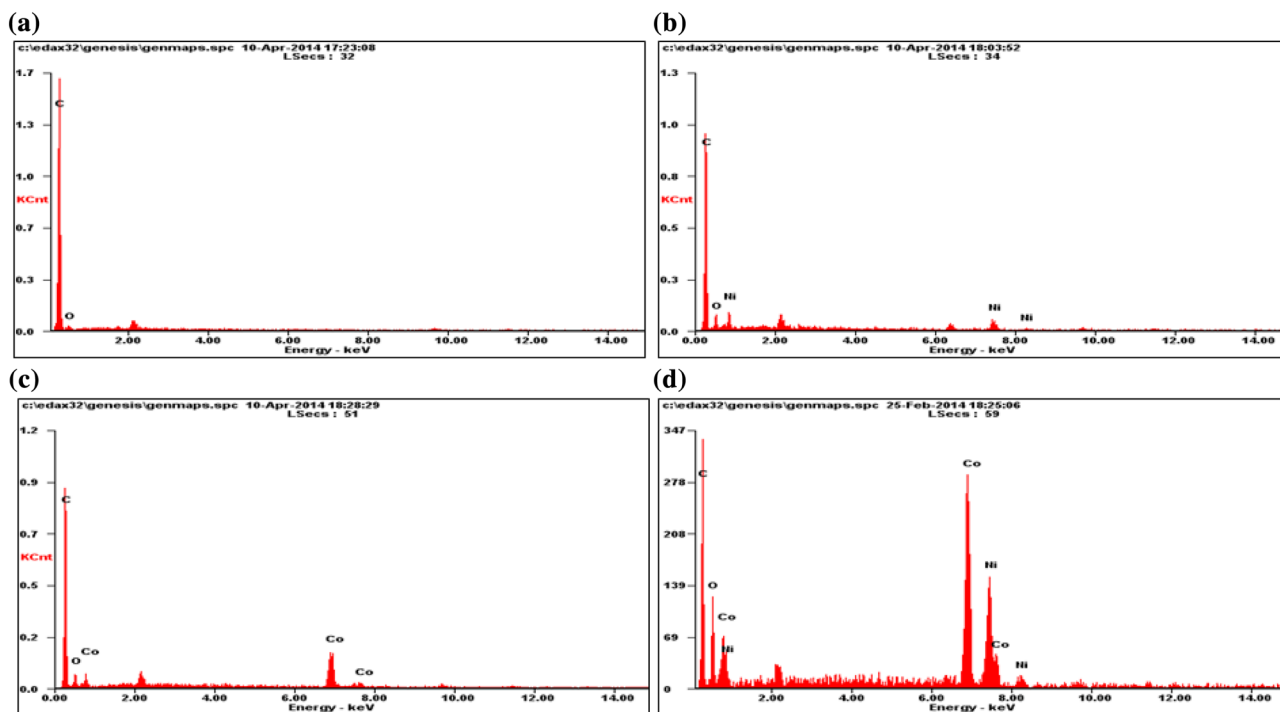 (a)
c:\edax32\genesis\genmaps.spc 10-Apr-2014 17:23:08
LSecs : 32
1.7
C
1.3
1.0
KCnt
0.7
0.3
O
0.0
2.00 4.00 6.00 8.00 10.00 12.00 14.00
Energy - keV
(b)
c:\edax32\genesis\genmaps.spc 10-Apr-2014 18:03:52
LSecs : 34
1.3
1.0
C
0.8
KCnt
0.5
0.3
O Ni Ni Ni
0.0
0.00 2.00 4.00 6.00 8.00 10.00 12.00 14.00
Energy - keV
(c)
c:\edax32\genesis\genmaps.spc 10-Apr-2014 18:28:29
LSecs : 51
1.2
0.9
C
0.7
KCnt
0.5
0.2
O Co Co Co
0.0
0.00 2.00 4.00 6.00 8.00 10.00 12.00 14.00
Energy - keV
(d)
c:\edax32\genesis\genmaps.spc 25-Feb-2014 18:25:06
LSecs : 59
347
Co
C
278
208
Ni
139
O
Co Co
69
Ni Ni
0
2.00 4.00 6.00 8.00 10.00 12.00 14.00
Energy - keV